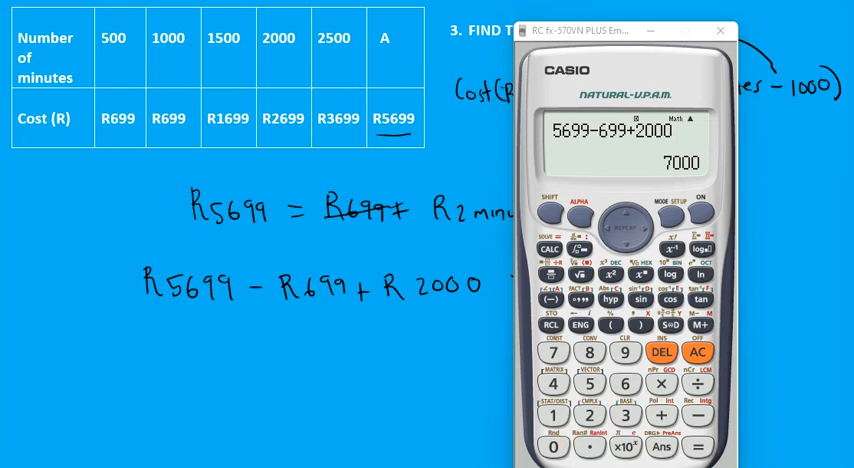 Number of minutes 500 1000 1500 2000 2500 A
Cost (R) R699 R699 R1699 R2699 R3699 R5699
3. FIND T
RC fx-570VN PLUS Em...
Cost(R
es - 1000)
CASIO
NATURAL-V.P.A.M.
Math
5699-699+2000
7000
R5699 = R699+ R2 minu
R5699 - R699 + R 2000
SHIFT ALPHA REPLAY MODE SETUP ON
CALC x⁻¹ log
√ x² log ln
(−) hyp sin cos tan
RCL ENG ( ) S⇔D M+
7 8 9 DEL AC
4 5 6 × ÷
1 2 3 + −
0 . ×10ˣ Ans =